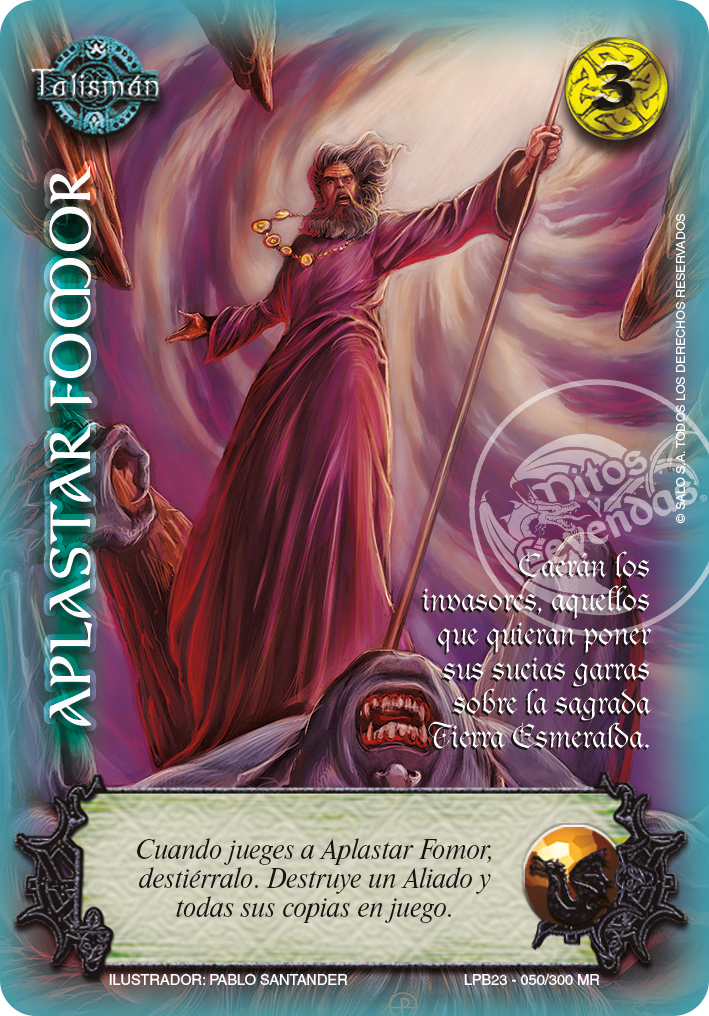 Talismán
3
APLASTAR FOMOR
© SALO S.A. TODOS LOS DERECHOS RESERVADOS
Mitos
y
Leyendas
®
Caerán los
invasores, aquellos
que quieran poner
sus sucias garras
sobre la sagrada
Tierra Esmeralda.
Cuando juegues a Aplastar Fomor,
destiérralo. Destruye un Aliado y
todas sus copias en juego.
ILUSTRADOR: PABLO SANTANDER
LPB23 - 050/300 MR